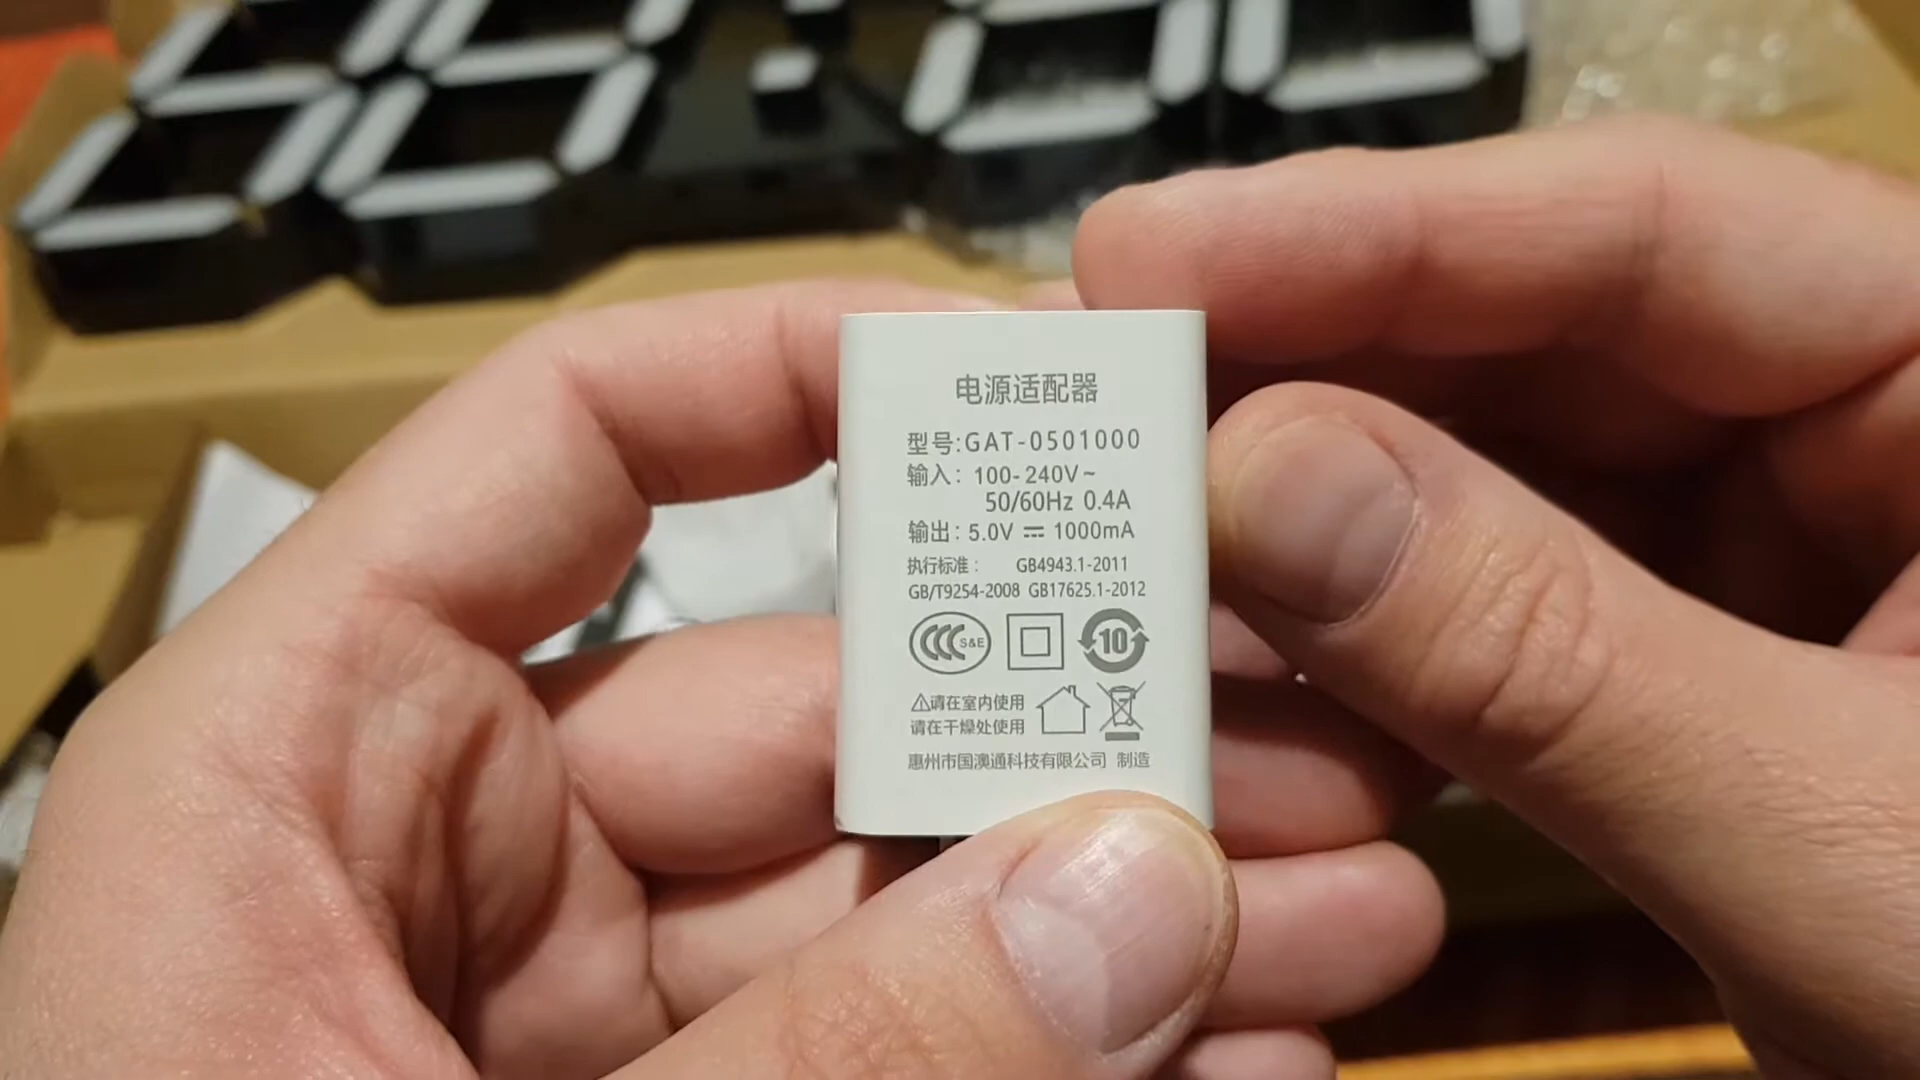 电源适配器
型号:GAT-0501000
输入: 100-240V~
50/60Hz 0.4A
输出: 5.0V ⎓ 1000mA
执行标准: GB4943.1-2011
GB/T9254-2008 GB17625.1-2012
CCC S&E 10
⚠请在室内使用
请在干燥处使用
惠州市国澳通科技有限公司 制造